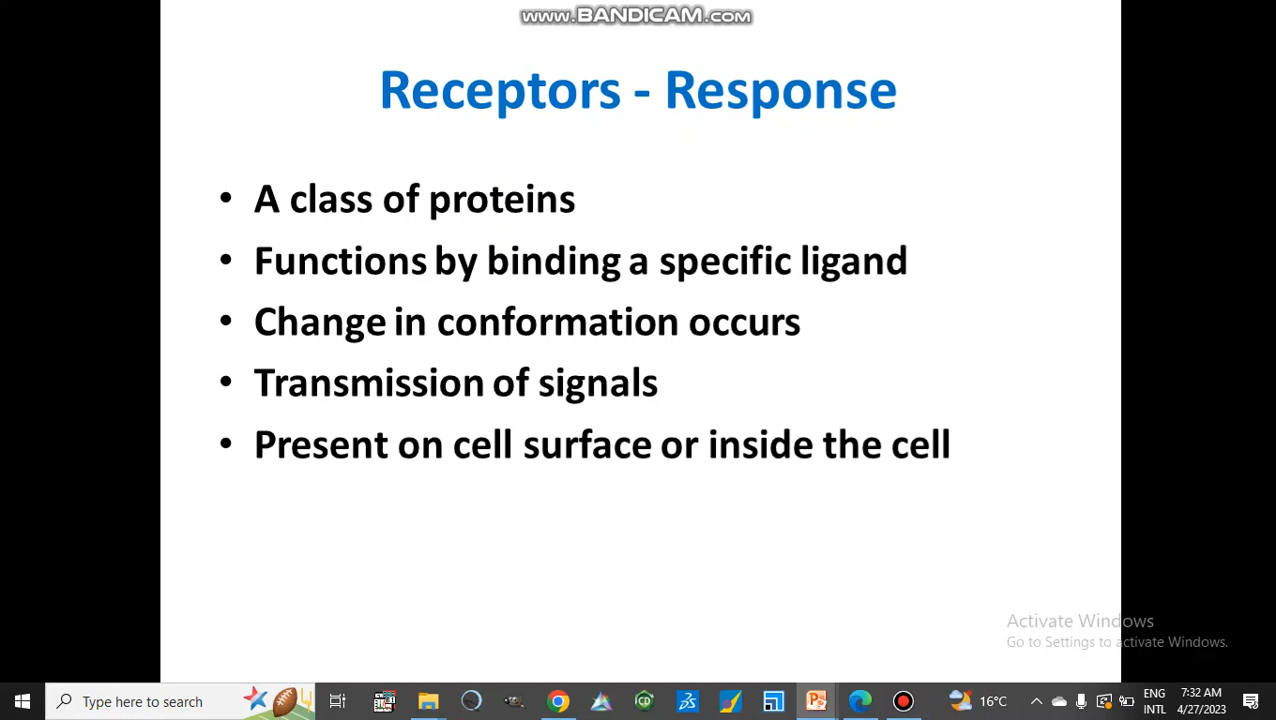 www.BANDICAM.com
Receptors - Response
• A class of proteins
• Functions by binding a specific ligand
• Change in conformation occurs
• Transmission of signals
• Present on cell surface or inside the cell
Activate Windows
Go to Settings to activate Windows.
Type here to search
16°C
ENG
INTL
7:32 AM
4/27/2023